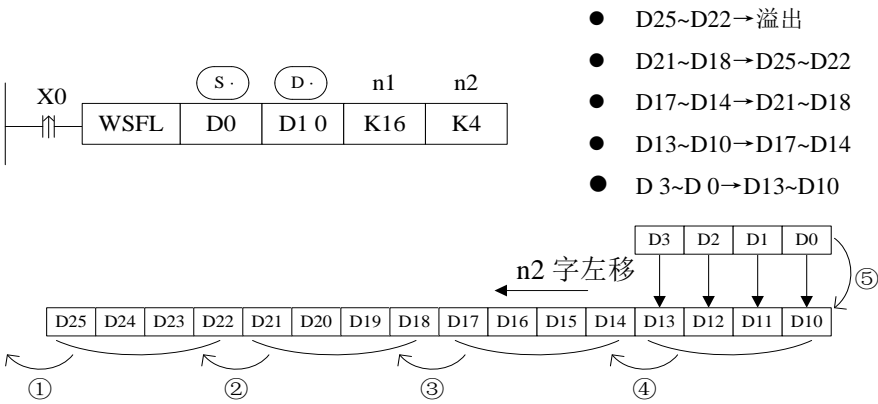 ● D25~D22→溢出
● D21~D18→D25~D22
● D17~D14→D21~D18
● D13~D10→D17~D14
● D 3~D 0→D13~D10
S · D · n1 n2
X0
WSFL D0 D1 0 K16 K4
D3 D2 D1 D0
n2 字左移
⑤
D25 D24 D23 D22 D21 D20 D19 D18 D17 D16 D15 D14 D13 D12 D11 D10
① ② ③ ④